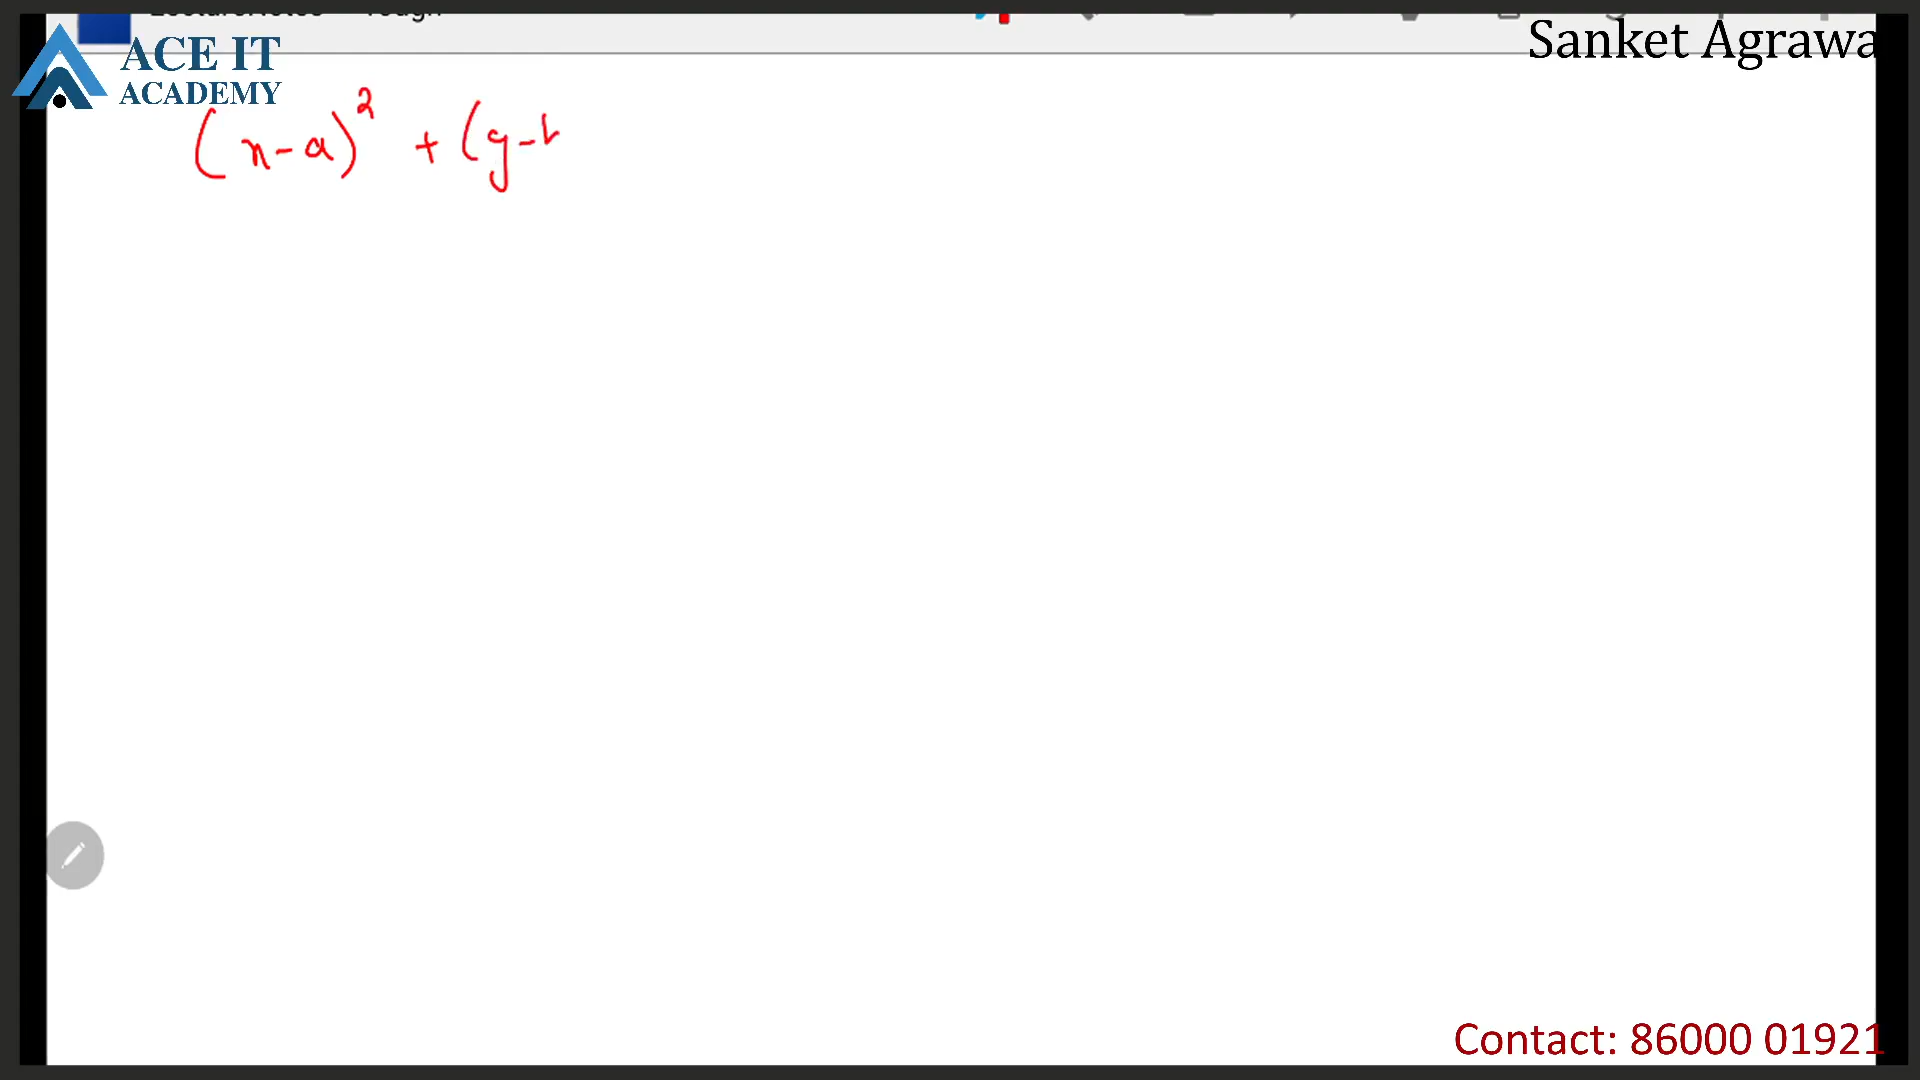 Sanket Agrawa
ACE IT
ACADEMY
(x-a)² + (y-b
Contact: 86000 01921